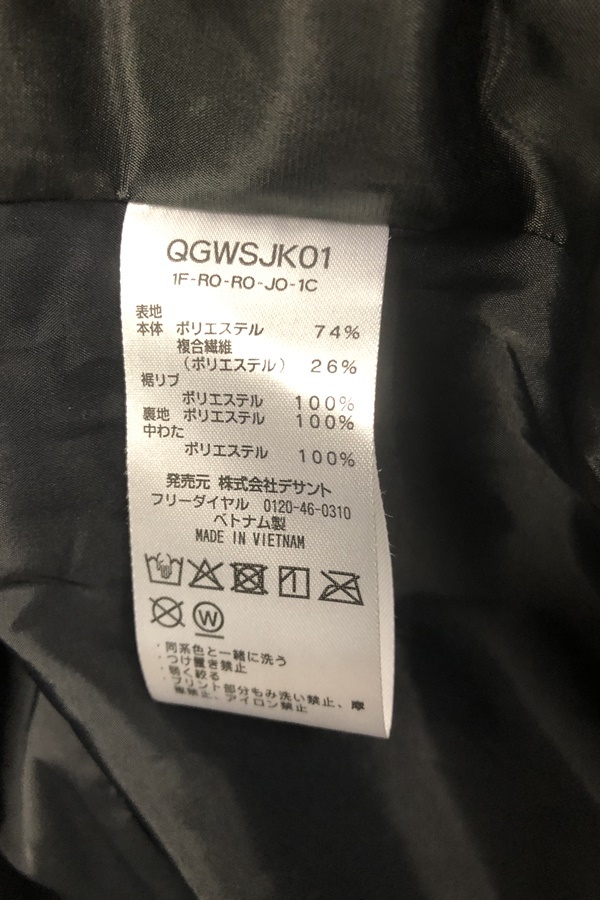 QGWSJK01
1F-RO-RO-JO-1C
表地
本体 ポリエステル 74%
複合繊維
(ポリエステル) 26%
裾リブ
ポリエステル 100%
裏地 ポリエステル 100%
中わた
ポリエステル 100%
発売元 株式会社デサント
フリーダイヤル 0120-46-0310
ベトナム製
MADE IN VIETNAM
W
・同系色と一緒に洗う
・つけ置き禁止
・弱く絞る
・プリント部分もみ洗い禁止、摩
擦禁止、アイロン禁止